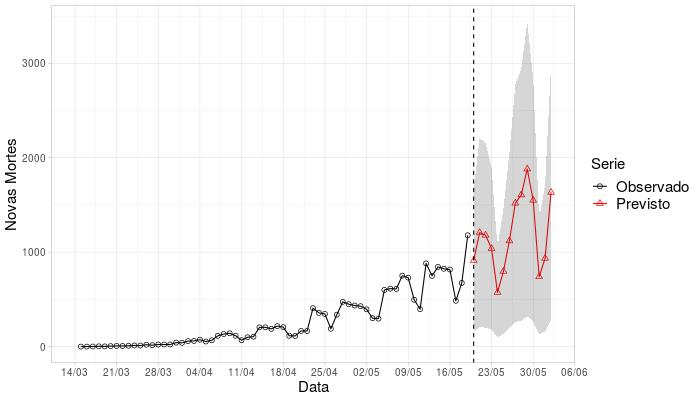 Novas Mortes
3000
2000
1000
0
14/03 21/03 28/03 04/04 11/04 18/04 25/04 02/05 09/05 16/05 23/05 30/05 06/06
Data
Serie
Observado
Previsto